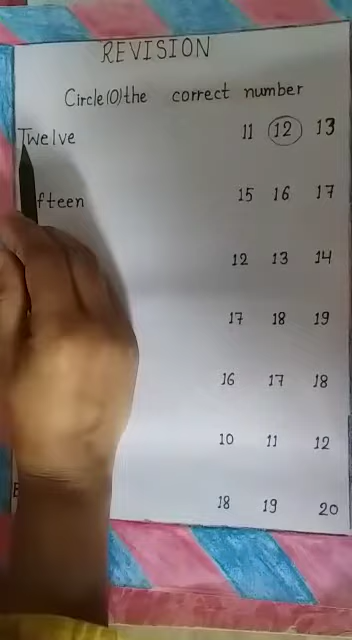 REVISION
Circle (O) the correct number
Twelve 11 12 13
fteen 15 16 17
12 13 14
17 18 19
16 17 18
10 11 12
18 19 20